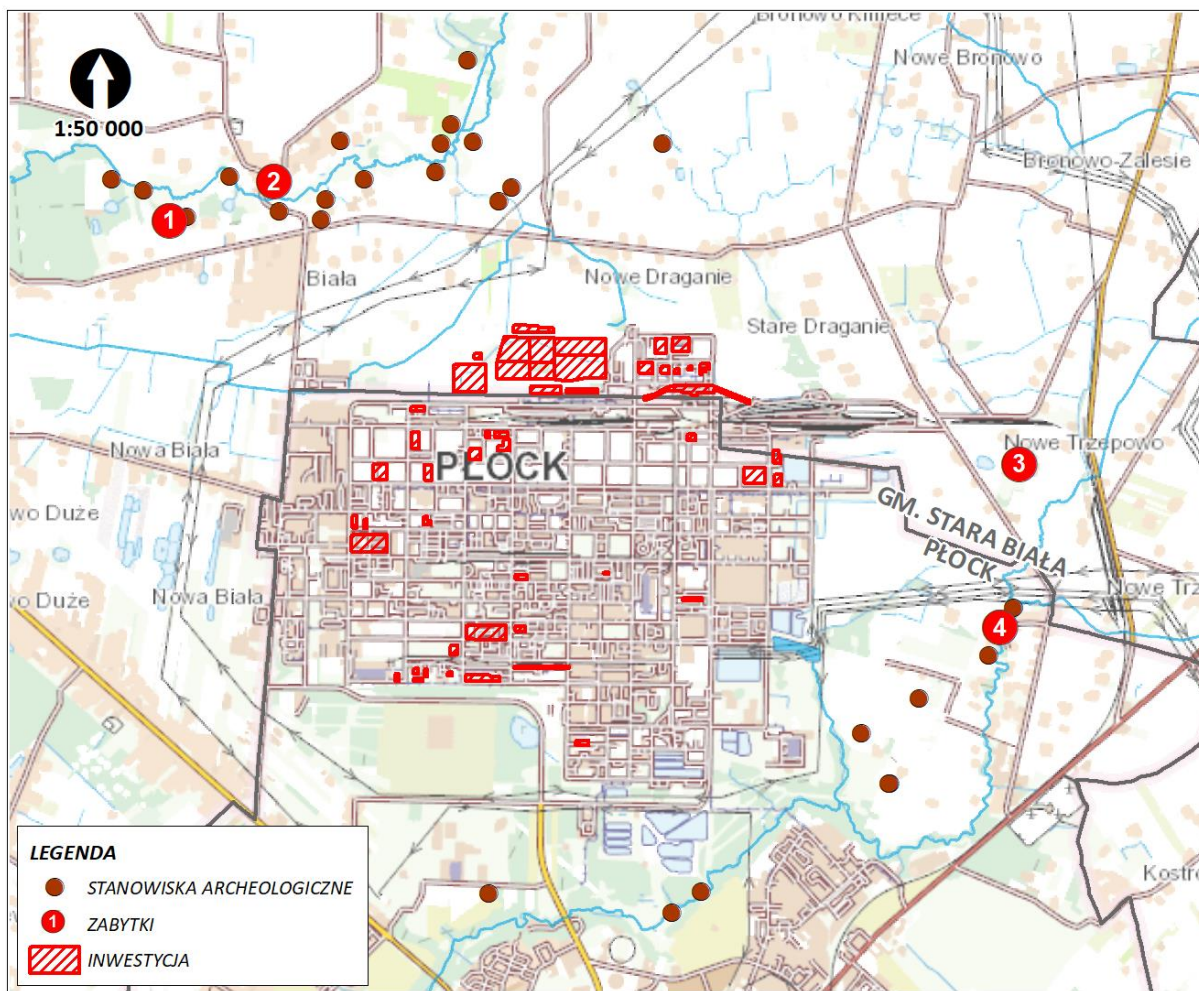 Bronowo Kmiece
Nowe Bronowo
1:50 000
Bronowo-Zalesie
2
1
Biała
Nowe Draganie
Stare Draganie
Nowa Biała
PŁOCK
Nowe Trzepowo
3
wo Duże
GM. STARA BIAŁA
PŁOCK
wo Duże
Nowa Biała
Nowe Trz
4
LEGENDA
STANOWISKA ARCHEOLOGICZNE
1 ZABYTKI
INWESTYCJA
Kostro